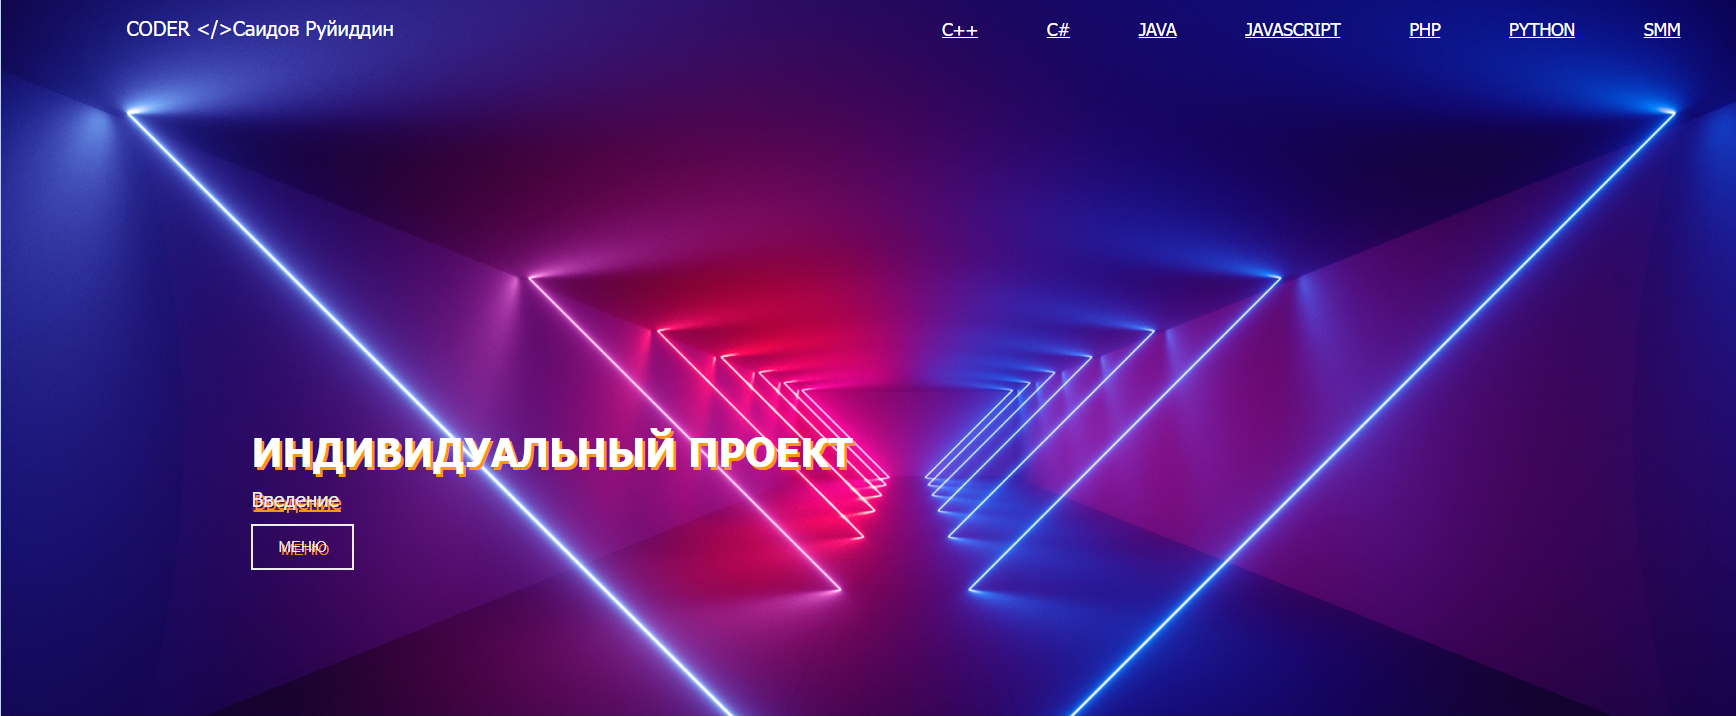 CODER </>Саидов Руйиддин
C++ C# JAVA JAVASCRIPT PHP PYTHON SMM
ИНДИВИДУАЛЬНЫЙ ПРОЕКТ
Введение
МЕНЮ